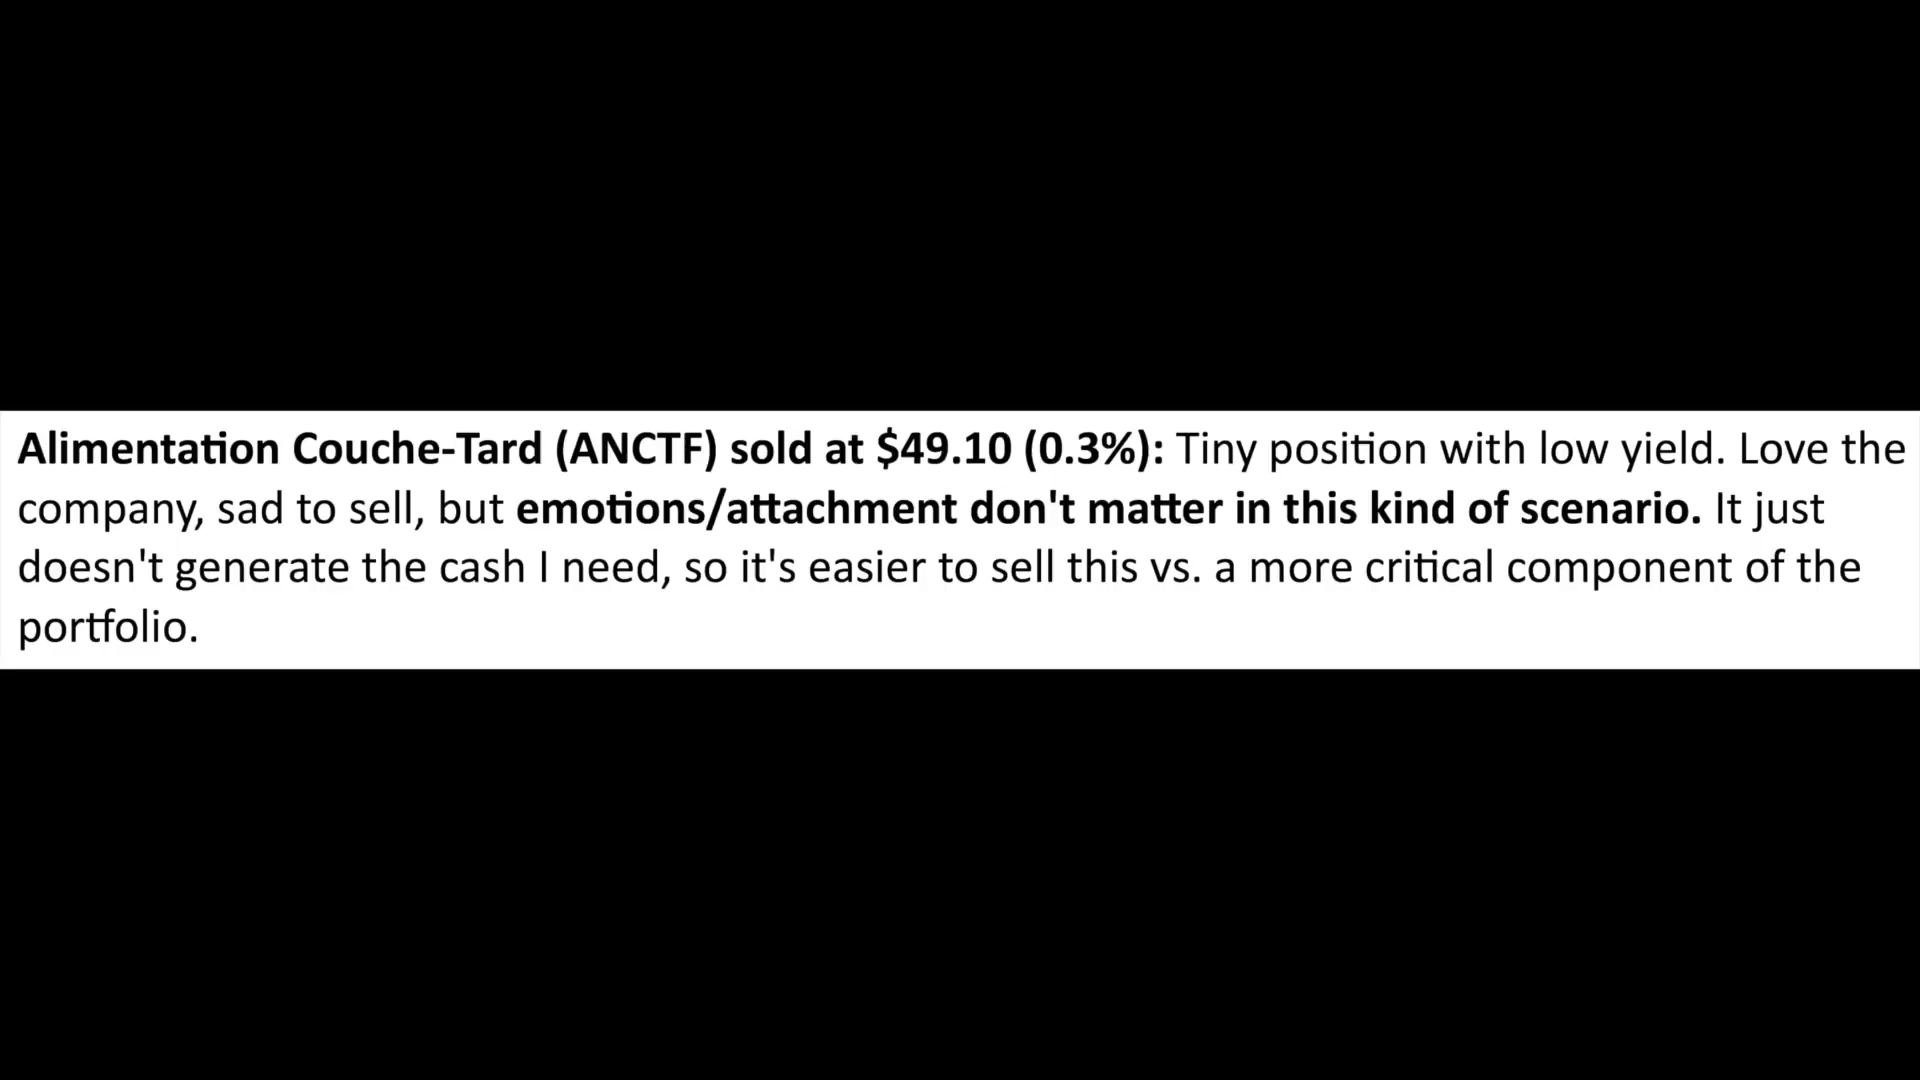 Alimentation Couche-Tard (ANCTF) sold at $49.10 (0.3%): Tiny position with low yield. Love the
company, sad to sell, but emotions/attachment don't matter in this kind of scenario. It just
doesn't generate the cash I need, so it's easier to sell this vs. a more critical component of the
portfolio.